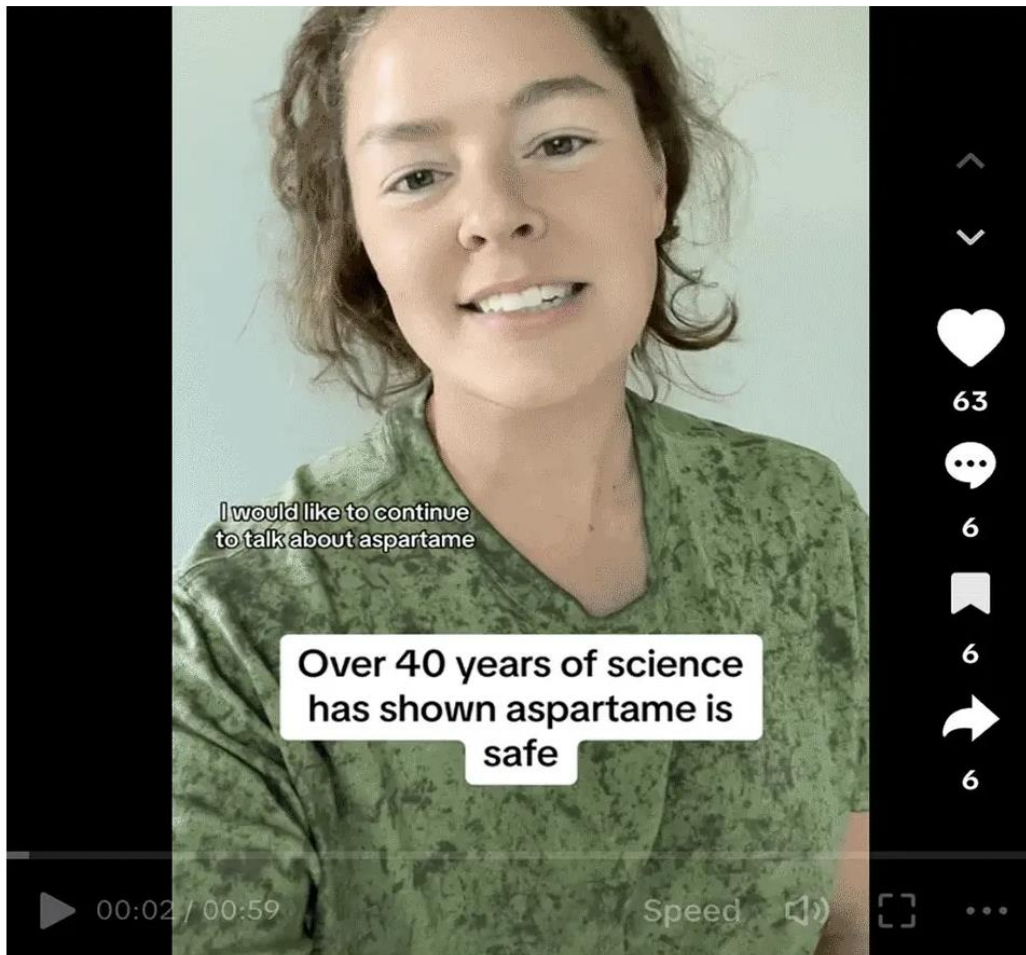 63
I would like to continue
to talk about aspartame
6
Over 40 years of science
has shown aspartame is
safe
6
6
00:02 / 00:59
Speed